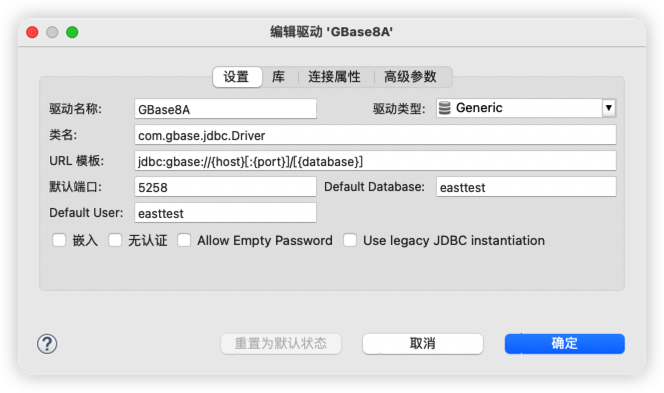 编辑驱动 'GBase8A'
设置 库 连接属性 高级参数
驱动名称: GBase8A 驱动类型: Generic
类名: com.gbase.jdbc.Driver
URL 模板: jdbc:gbase://{host}[:{port}]/[{database}]
默认端口: 5258 Default Database: easttest
Default User: easttest
嵌入 无认证 Allow Empty Password Use legacy JDBC instantiation
? 重置为默认状态 取消 确定